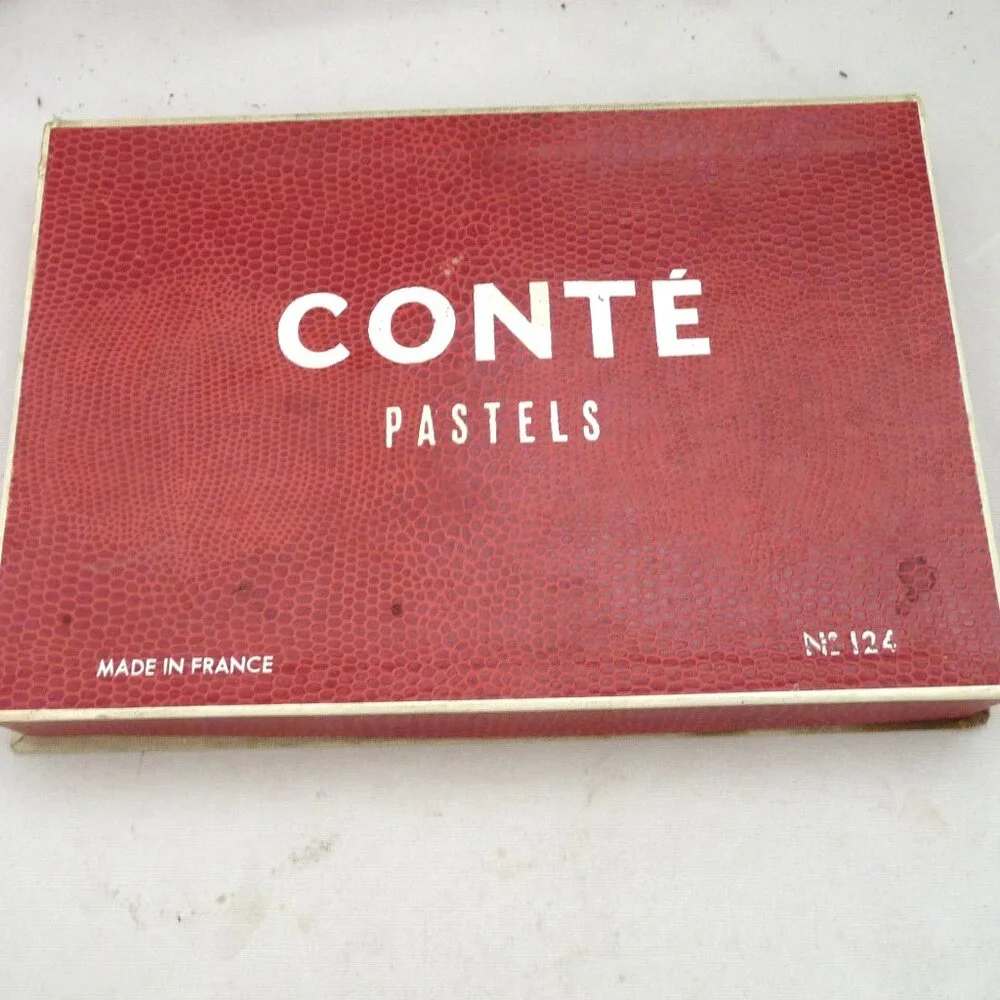 CONTÉ
PASTELS
MADE IN FRANCE
Nº 124